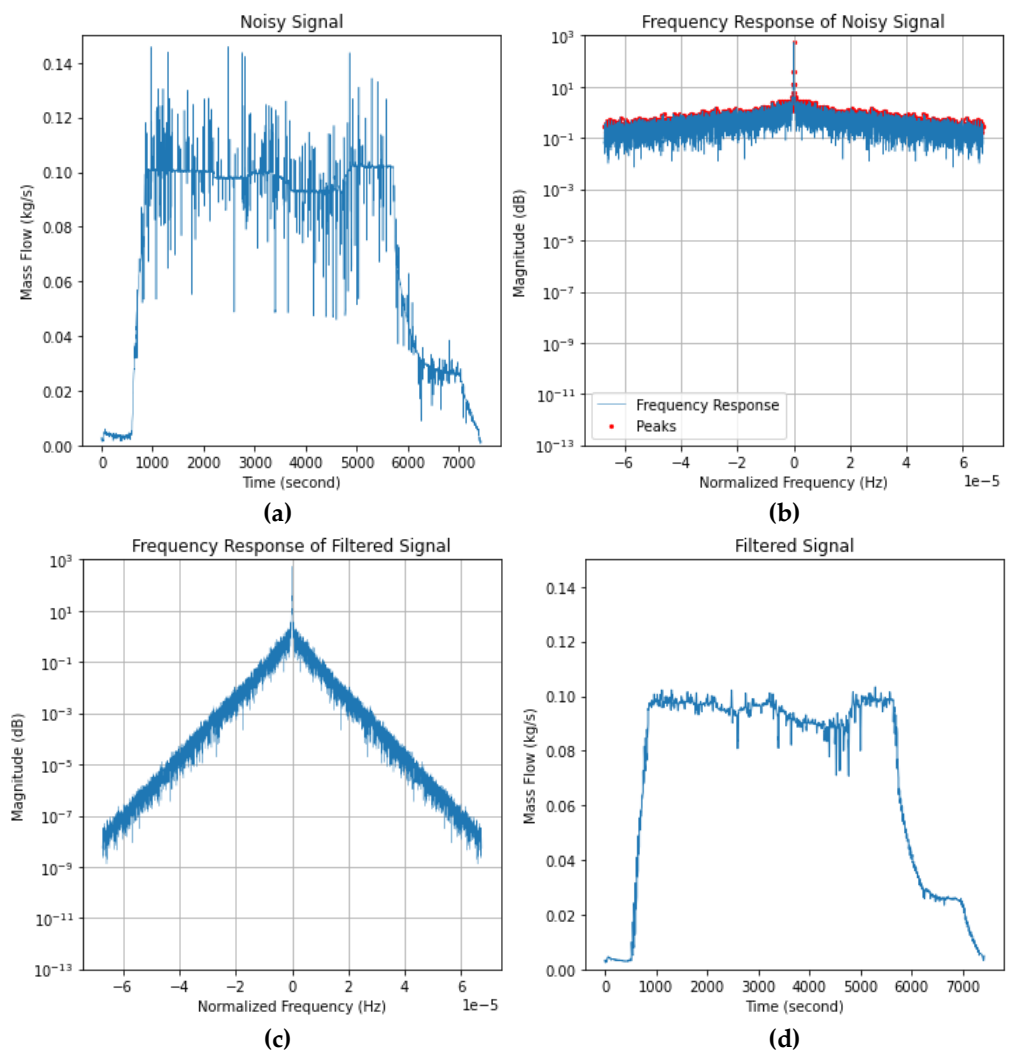 Noisy Signal
Mass Flow (kg/s)
0.14
0.12
0.10
0.08
0.06
0.04
0.02
0.00
0 1000 2000 3000 4000 5000 6000 7000
Time (second)
(a)
Frequency Response of Noisy Signal
Magnitude (dB)
10³
10¹
10⁻¹
10⁻³
10⁻⁵
10⁻⁷
10⁻⁹
10⁻¹¹
10⁻¹³
Frequency Response
Peaks
−6 −4 −2 0 2 4 6
1e−5
Normalized Frequency (Hz)
(b)
Frequency Response of Filtered Signal
Magnitude (dB)
10³
10¹
10⁻¹
10⁻³
10⁻⁵
10⁻⁷
10⁻⁹
10⁻¹¹
10⁻¹³
−6 −4 −2 0 2 4 6
1e−5
Normalized Frequency (Hz)
(c)
Filtered Signal
Mass Flow (kg/s)
0.14
0.12
0.10
0.08
0.06
0.04
0.02
0.00
0 1000 2000 3000 4000 5000 6000 7000
Time (second)
(d)